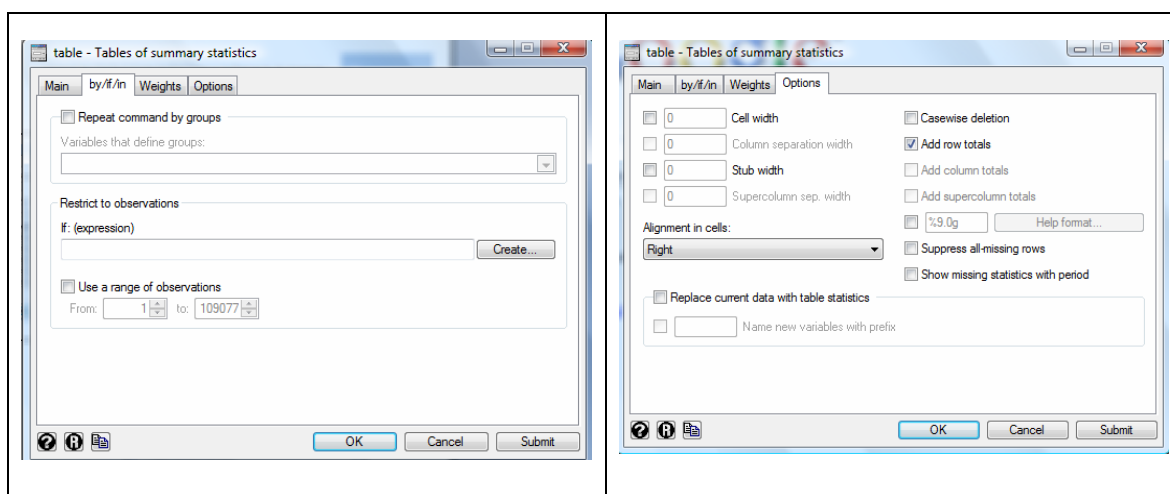 table - Tables of summary statistics
Main by/if/in Weights Options
Repeat command by groups
Variables that define groups:
Restrict to observations
If: (expression)
Create...
Use a range of observations
From: 1 to: 109077
OK Cancel Submit
table - Tables of summary statistics
Main by/if/in Weights Options
0 Cell width
0 Column separation width
0 Stub width
0 Supercolumn sep. width
Alignment in cells:
Right
Casewise deletion
Add row totals
Add column totals
Add supercolumn totals
%9.0g Help format...
Suppress all-missing rows
Show missing statistics with period
Replace current data with table statistics
Name new variables with prefix
OK Cancel Submit